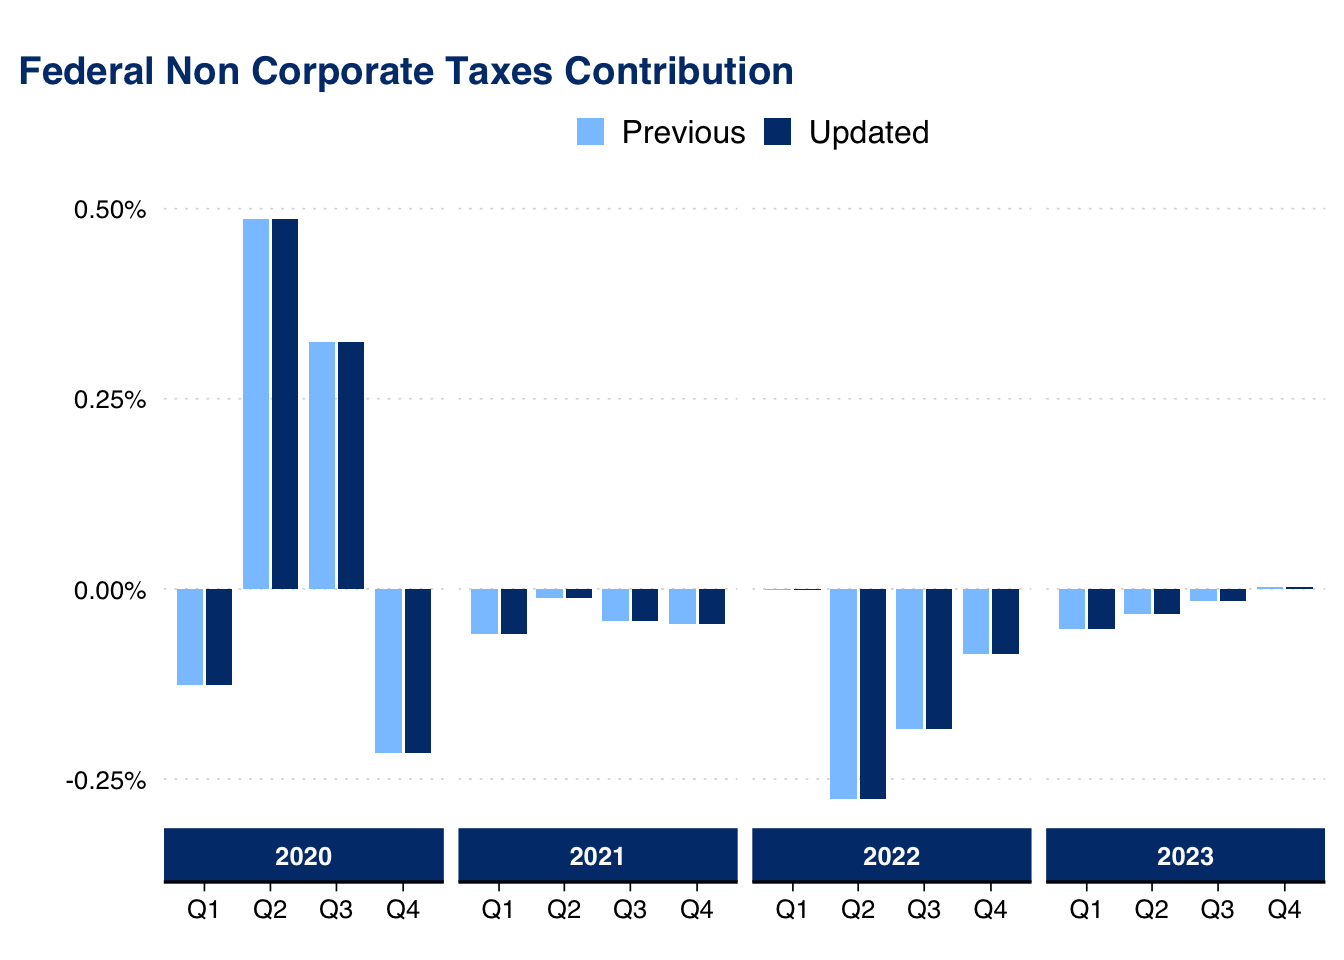 Federal Non Corporate Taxes Contribution
Previous Updated
0.50%
0.25%
0.00%
-0.25%
2020 2021 2022 2023
Q1 Q2 Q3 Q4 Q1 Q2 Q3 Q4 Q1 Q2 Q3 Q4 Q1 Q2 Q3 Q4